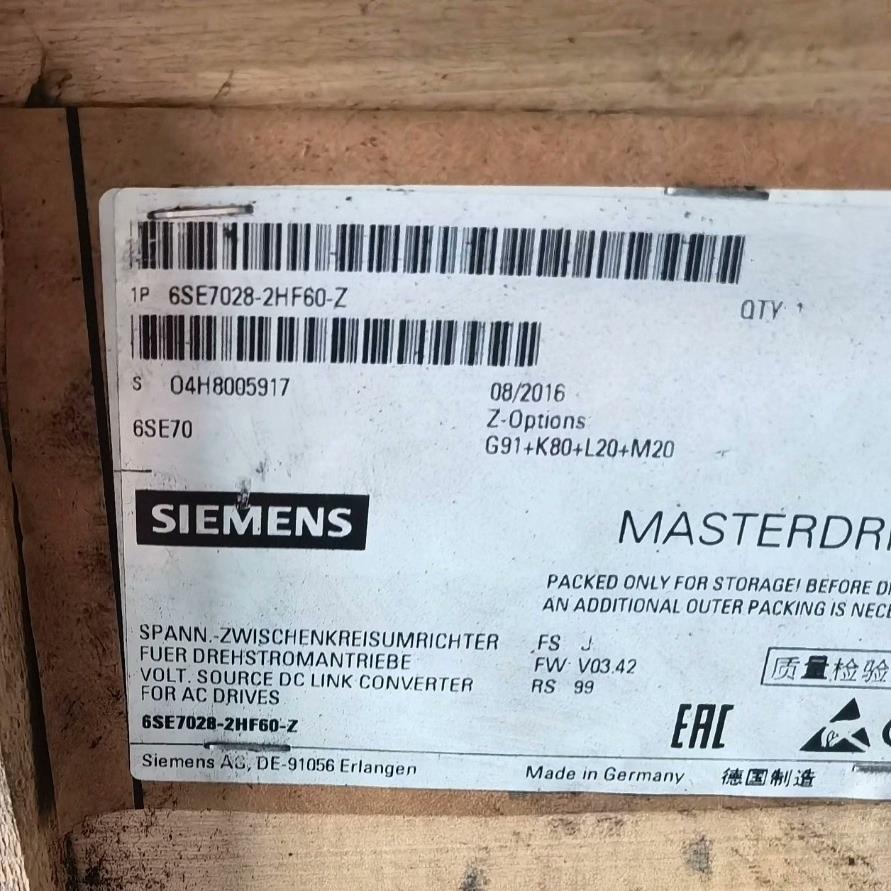 1P 6SE7028-2HF60-Z
QTY 1
S 04H8005917
08/2016
6SE70
Z-Options
G91+K80+L20+M20
SIEMENS
MASTERDRI
PACKED ONLY FOR STORAGE! BEFORE
AN ADDITIONAL OUTER PACKING IS
SPANN.-ZWISCHENKREISUMRICHTER
FUER DREHSTROMANTRIEBE
VOLT. SOURCE DC LINK CONVERTER
FOR AC DRIVES
6SE7028-2HF60-Z
FS J
FW V03.42
RS 99
质量检验
EAC
Siemens AG, DE-91056 Erlangen
Made in Germany 德国制造